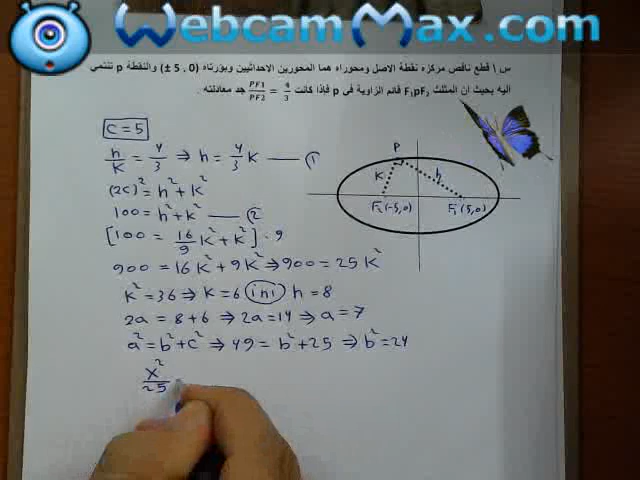 WebcamMax.com
س ١ قطع ناقص مركزه نقطة الاصل ومحوراه هما المحورين الاحداثيين وبؤرتاه (± 5 , 0) والنقطة p تنتمي
اليه بحيث ان المثلث F₁pF₂ قائم الزاوية في p فإذا كانت PF1/PF2 = 4/3 جد معادلته .
C = 5
h/K = 4/3 ⇒ h = 4/3 K —— ①
(2c)² = h² + K²
100 = h² + K² —— ②
[100 = 16/9 K² + K²] · 9
900 = 16K² + 9K² ⇒ 900 = 25 K²
K² = 36 ⇒ K = 6 h = 8
2a = 8 + 6 ⇒ 2a = 14 ⇒ a = 7
a² = b² + c² ⇒ 49 = b² + 25 ⇒ b² = 24
X²/25
P
K
h
F₂(-5,0)
F₁(5,0)